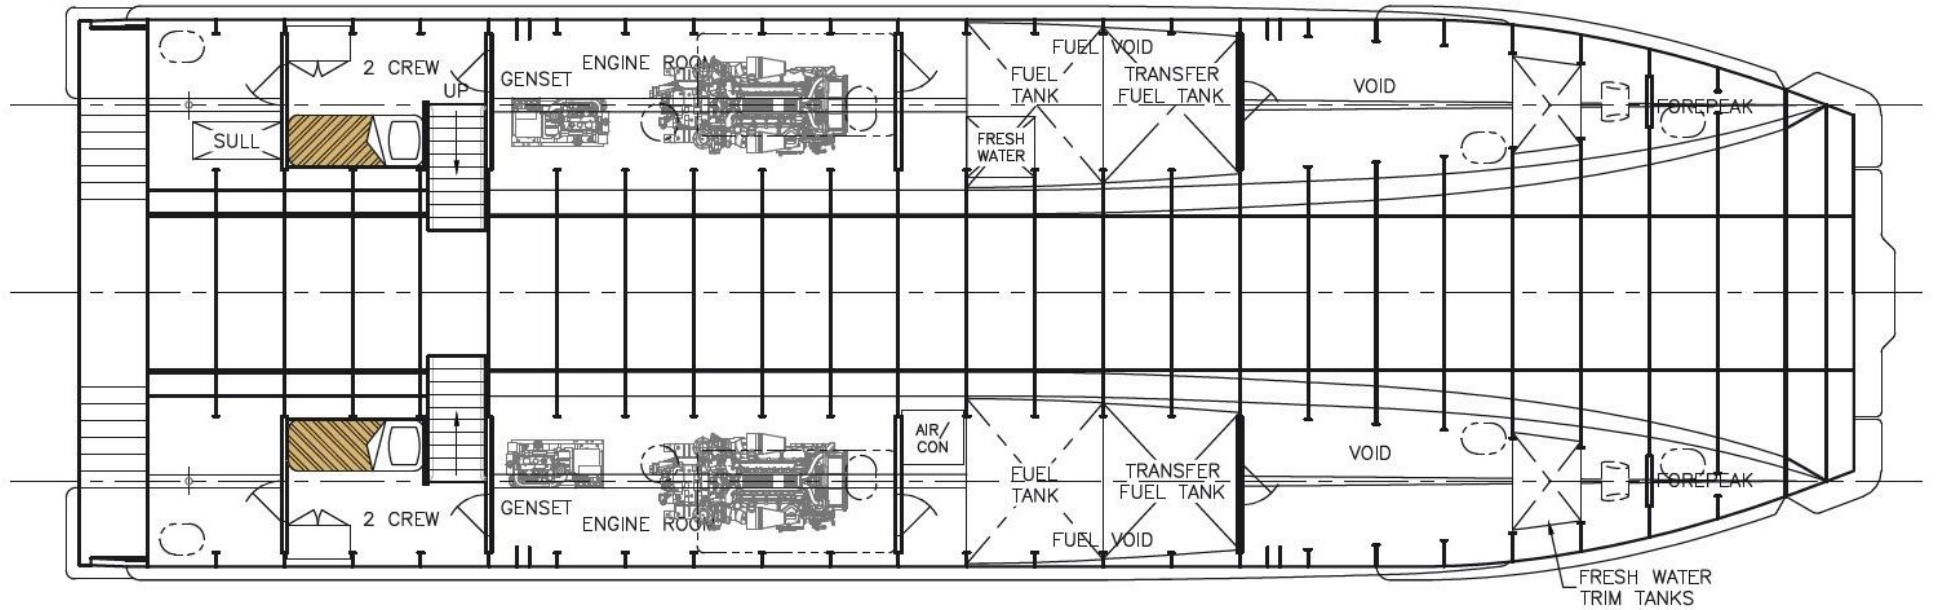 FUEL VOID
ENGINE ROOM
2 CREW
GENSET
FUEL
TANK
TRANSFER
FUEL TANK
VOID
UP
FOREPEAK
SULL
FRESH
WATER
AIR/
CON
VOID
FUEL
TANK
TRANSFER
FUEL TANK
FOREPEAK
GENSET
2 CREW
ENGINE ROOM
FUEL VOID
FRESH WATER
TRIM TANKS